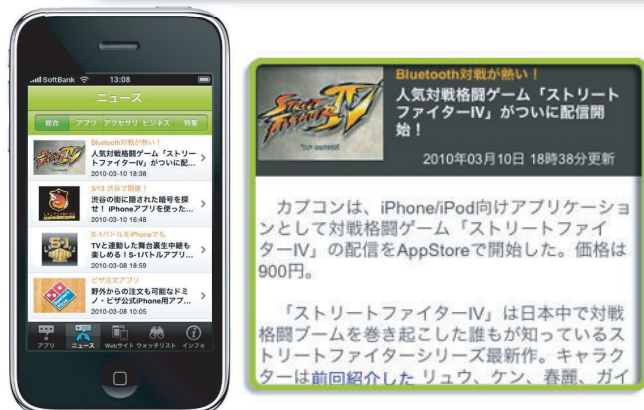 SoftBank 13:08
ニュース
総合 アプリ アクセサリ ビジネス 特集
Bluetooth対戦が熱い！
人気対戦格闘ゲーム「ストリー
トファイターIV」がついに配...
2010-03-10 18:38
3/13 渋谷で開催！
渋谷の街に隠された暗号を探
せ！ iPhoneアプリを使った...
2010-03-10 16:48
S-1バトルをiPhoneでも
TVと連動した舞台裏生中継も
楽しめる！S-1バトルアプリ...
2010-03-08 18:59
ピザ注文アプリ
野外からの注文も可能なドミ
ノ・ピザ公式iPhone用アプ...
2010-03-08 10:05
アプリ ニュース Webサイト ウォッチリスト インフォ
STREET FIGHTER IV
Bluetooth対戦が熱い！
人気対戦格闘ゲーム「ストリート
ファイターIV」がついに配信開
始！
2010年03月10日 18時38分更新
カプコンは、iPhone/iPod向けアプリケーショ
ンとして対戦格闘ゲーム「ストリートファイ
ターIV」の配信をAppStoreで開始した。価格は
900円。
「ストリートファイターIV」は日本中で対戦
格闘ブームを巻き起こした誰もが知っているス
トリートファイターシリーズ最新作。キャラク
ターは前回紹介した リュウ、ケン、春麗、ガイ